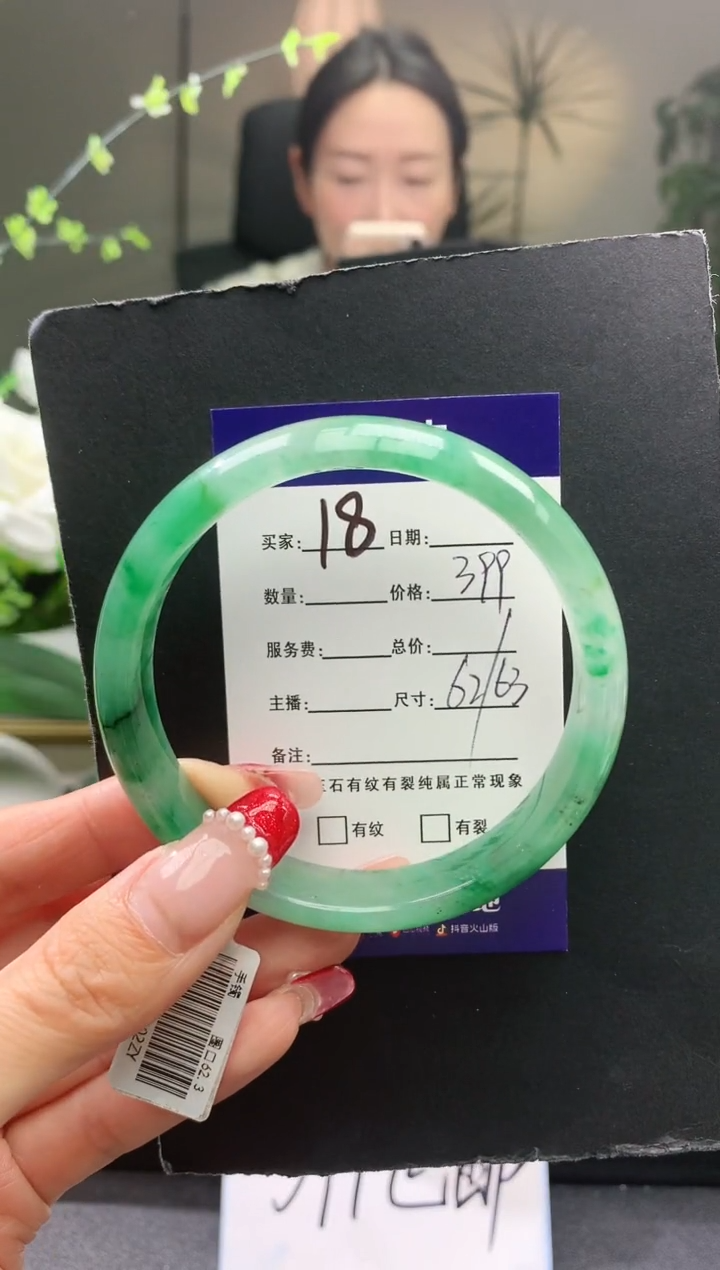 买家: 18 日期:
数量: 价格: 399
服务费: 总价:
主播: 尺寸: 62/63
备注:
石有纹有裂纯属正常现象
有纹 有裂
抖音火山版
手镯
圈口62.3
02ZY